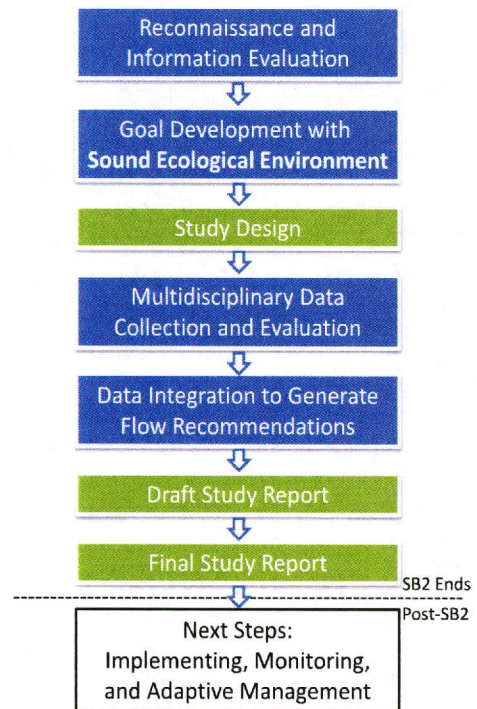 Reconnaissance and
Information Evaluation
Goal Development with
Sound Ecological Environment
Study Design
Multidisciplinary Data
Collection and Evaluation
Data Integration to Generate
Flow Recommendations
Draft Study Report
Final Study Report
SB2 Ends
Post-SB2
Next Steps:
Implementing, Monitoring,
and Adaptive Management